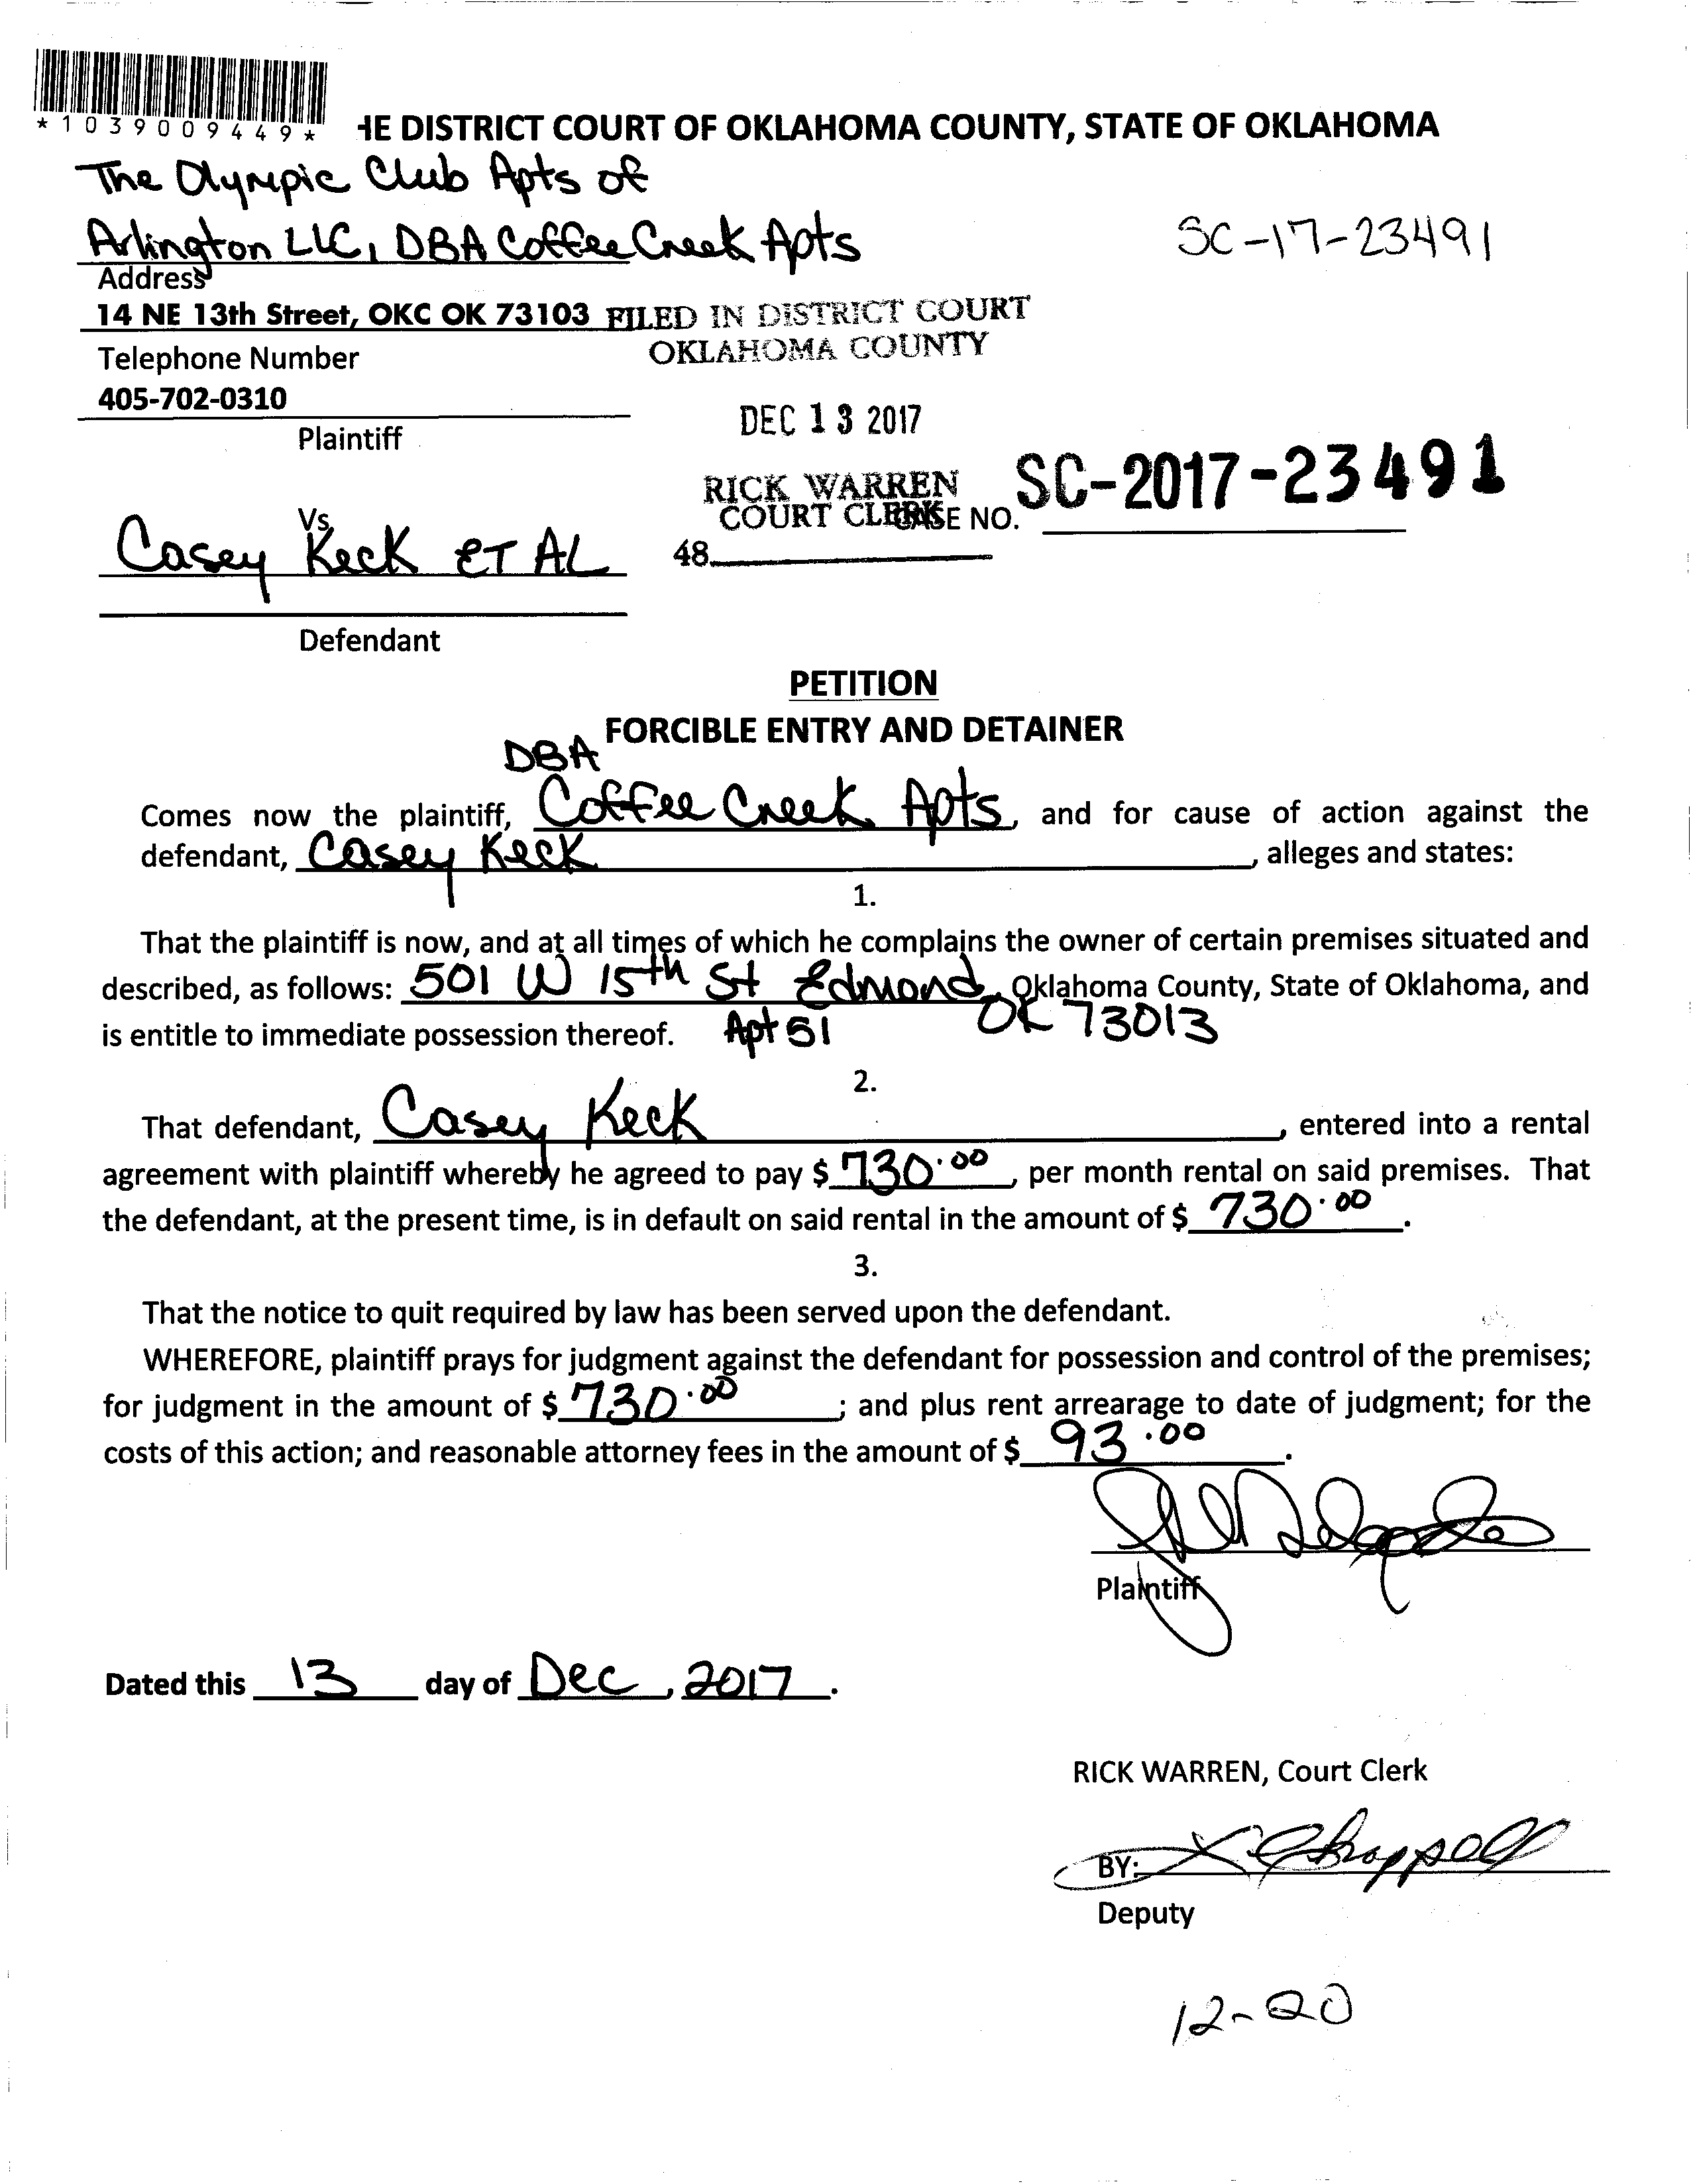 *1039009449*
HE DISTRICT COURT OF OKLAHOMA COUNTY, STATE OF OKLAHOMA
The Olympic Club Apts of
Arlington LLC, DBA Coffee Creek Apts
SC-17-23491
Address
14 NE 13th Street, OKC OK 73103
FILED IN DISTRICT COURT
OKLAHOMA COUNTY
Telephone Number
405-702-0310
Plaintiff
DEC 13 2017
RICK WARREN
COURT CLERK
Vs.
CASE NO. SC-2017-23491
Casey Keck ET AL
48
Defendant
PETITION
FORCIBLE ENTRY AND DETAINER
DBA
Comes now the plaintiff, Coffee Creek Apts, and for cause of action against the
defendant, Casey Keck, alleges and states:
1.
That the plaintiff is now, and at all times of which he complains the owner of certain premises situated and
described, as follows: 501 W 15th St Edmond, Oklahoma County, State of Oklahoma, and
is entitle to immediate possession thereof. Apt 51 OK 73013
2.
That defendant, Casey Keck, entered into a rental
agreement with plaintiff whereby he agreed to pay $ 730.00, per month rental on said premises. That
the defendant, at the present time, is in default on said rental in the amount of $ 730.00.
3.
That the notice to quit required by law has been served upon the defendant.
WHEREFORE, plaintiff prays for judgment against the defendant for possession and control of the premises;
for judgment in the amount of $ 730.00; and plus rent arrearage to date of judgment; for the
costs of this action; and reasonable attorney fees in the amount of $ 93.00.
Plaintiff
Dated this 13 day of Dec, 2017.
RICK WARREN, Court Clerk
BY:
Deputy
12-20